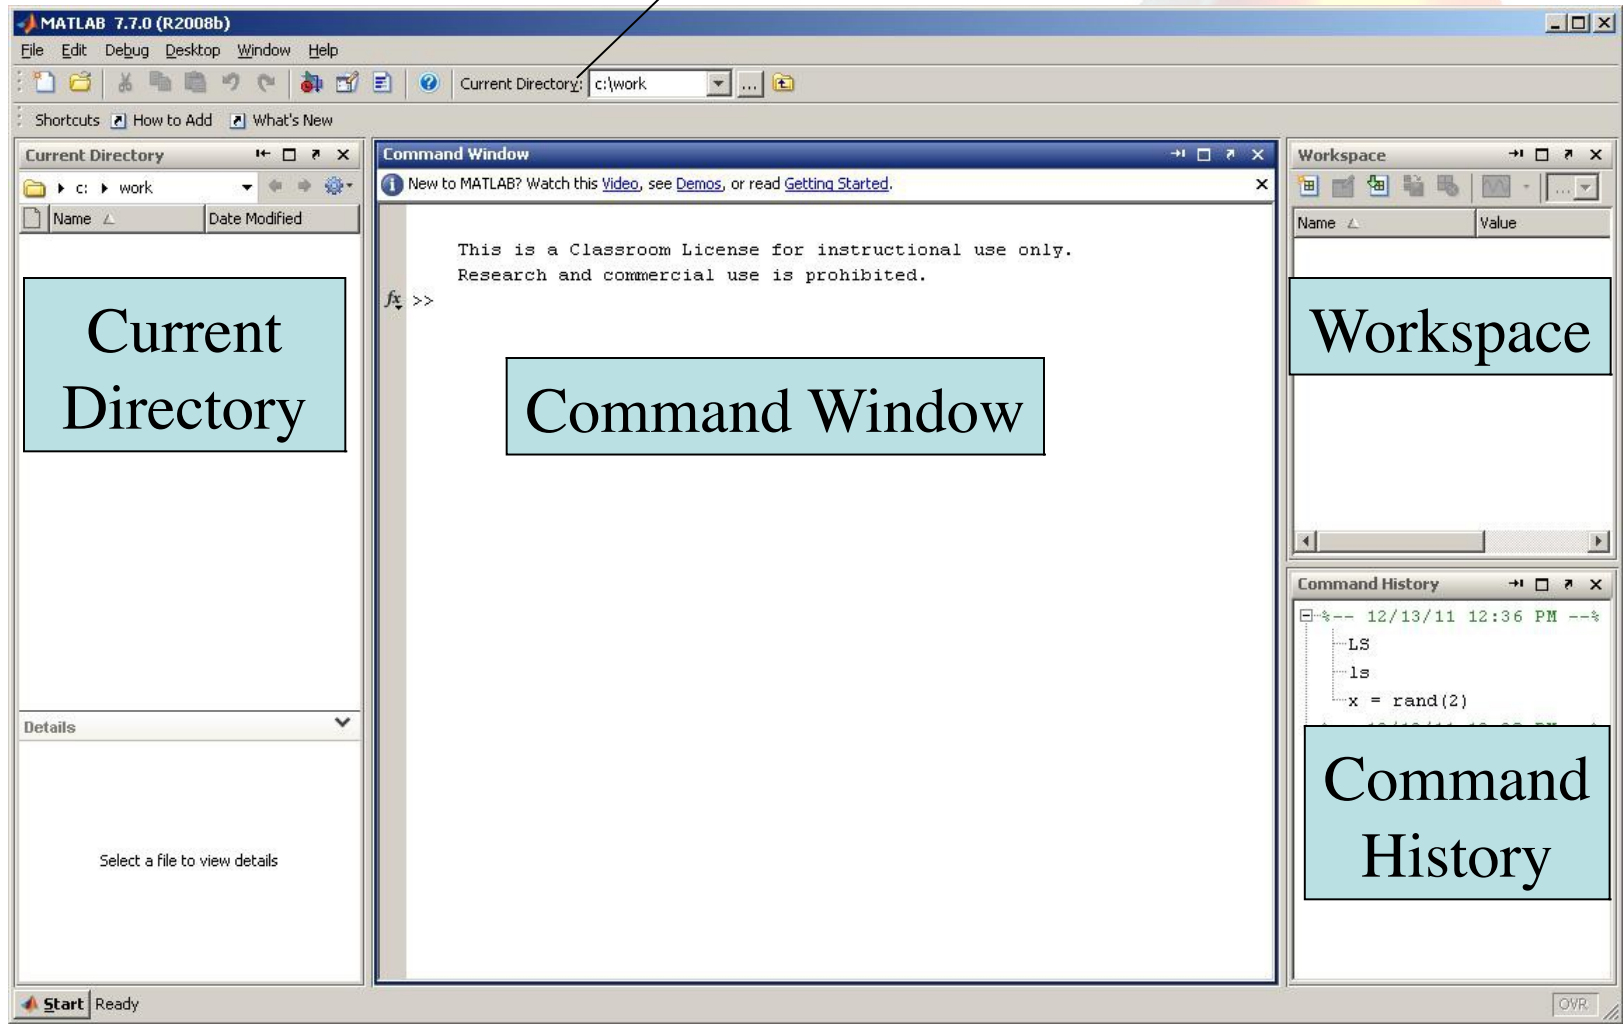 MATLAB 7.7.0 (R2008b)
File Edit Debug Desktop Window Help
Current Directory: c:\work ...
Shortcuts How to Add What's New
Current Directory
c: work
Name Date Modified
Current
Directory
Details
Select a file to view details
Command Window
New to MATLAB? Watch this Video, see Demos, or read Getting Started.
This is a Classroom License for instructional use only.
Research and commercial use is prohibited.
fx >>
Command Window
Workspace
...
Name Value
Workspace
Command History
%-- 12/13/11 12:36 PM --%
LS
ls
x = rand(2)
Command
History
Start Ready
OVR